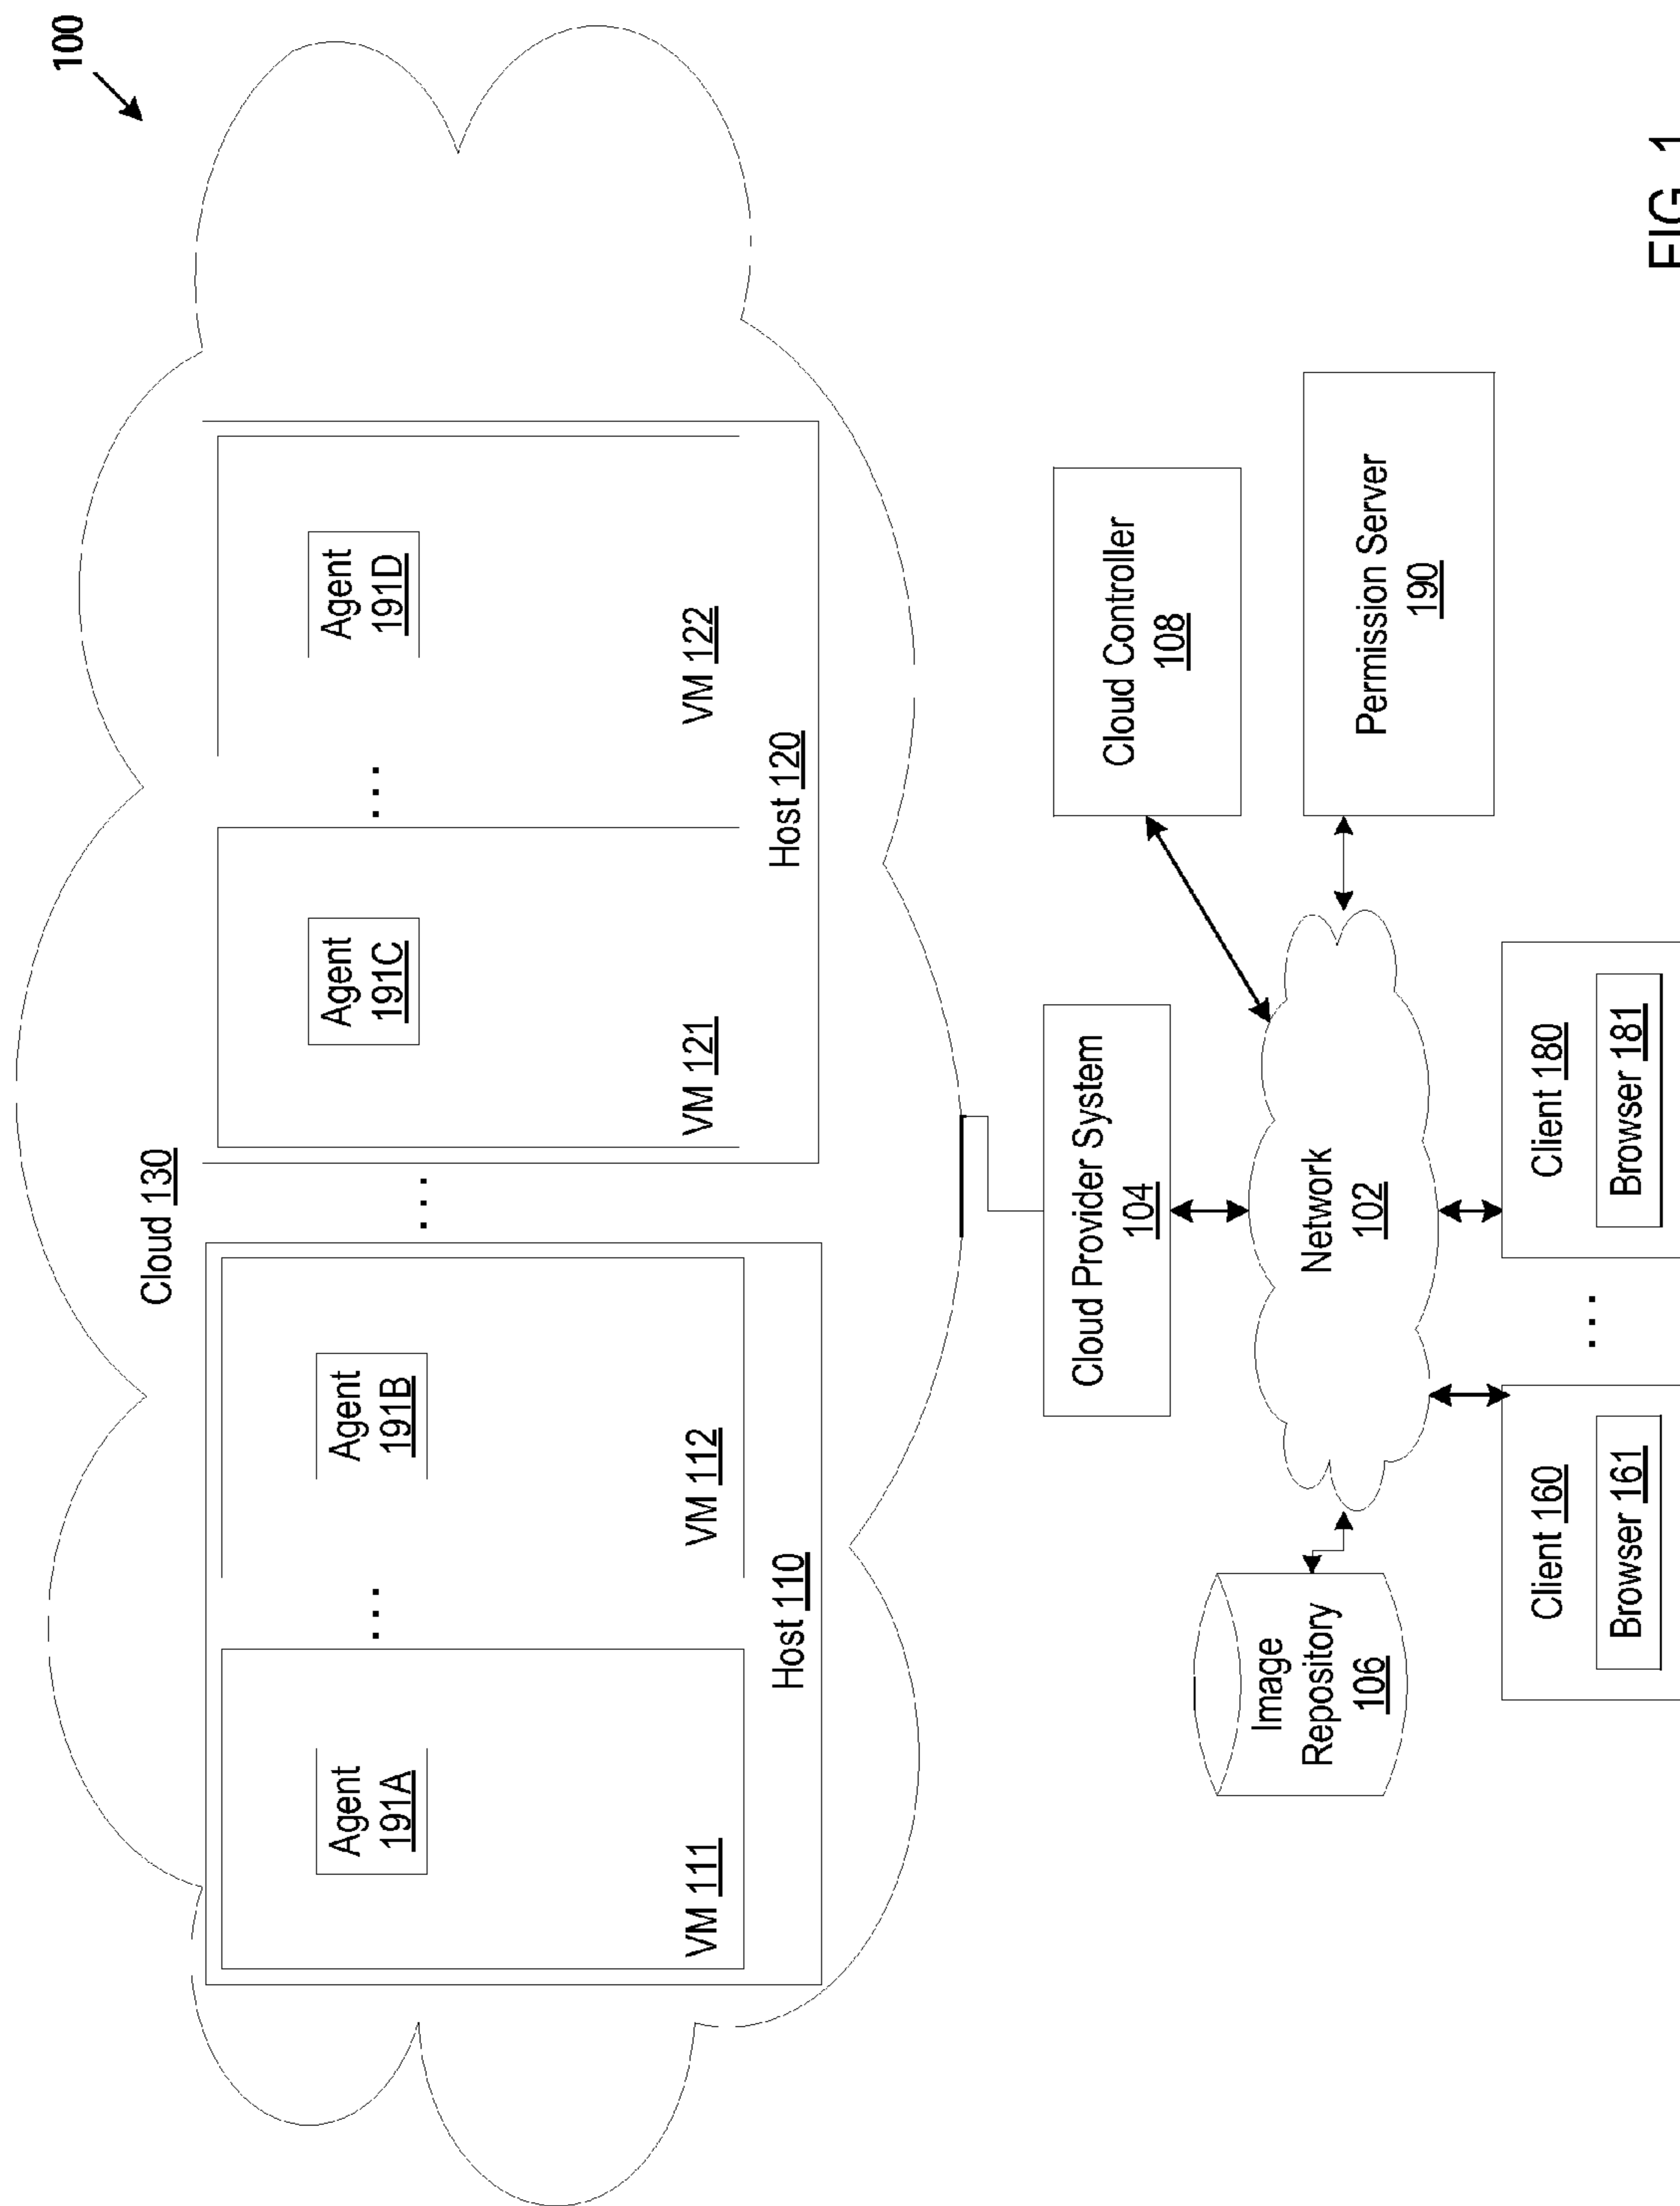 100
Cloud 130
Agent
191A
VM 111
...
Agent
191B
VM 112
Host 110
...
Agent
191C
VM 121
...
Agent
191D
VM 122
Host 120
Cloud Provider System
104
Cloud Controller
108
Image
Repository
106
Network
102
Permission Server
190
Client 160
Browser 161
...
Client 180
Browser 181
FIG. 1